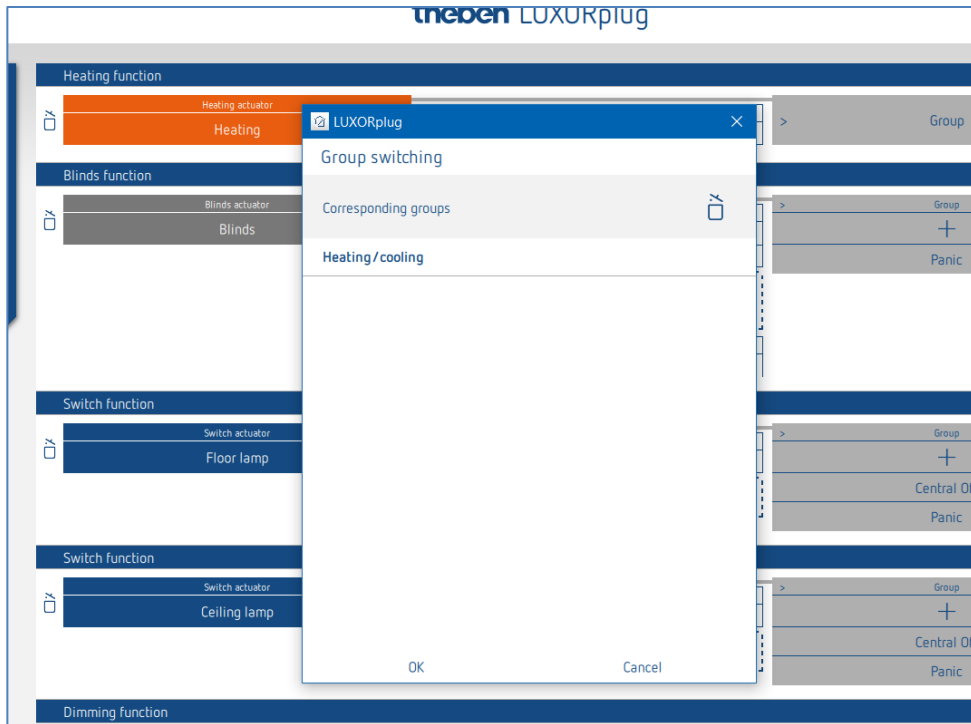 theben LUXORplug
Heating function
Heating actuator
Heating
> Group
Blinds function
Blinds actuator
Blinds
> Group
+
Panic
LUXORplug
Group switching
Corresponding groups
Heating/cooling
OK Cancel
Switch function
Switch actuator
Floor lamp
> Group
+
Central Of
Panic
Switch function
Switch actuator
Ceiling lamp
> Group
+
Central Of
Panic
Dimming function